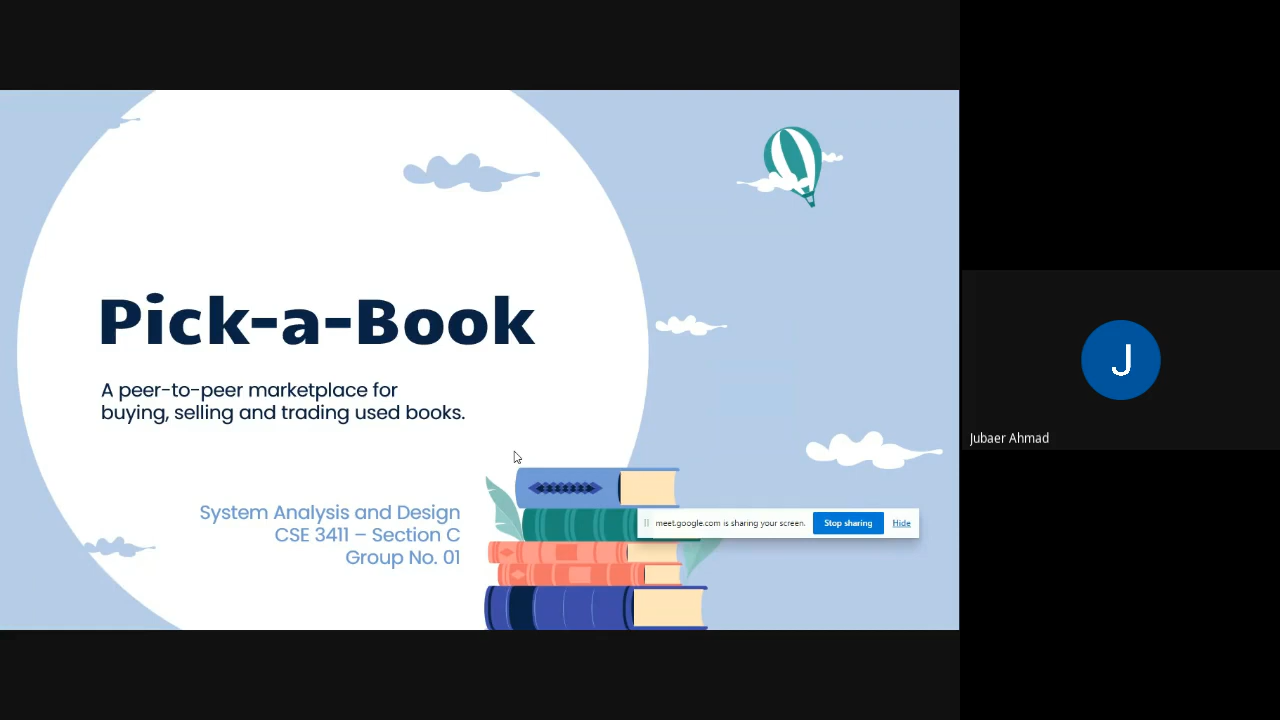 Pick-a-Book
A peer-to-peer marketplace for
buying, selling and trading used books.
System Analysis and Design
CSE 3411 – Section C
Group No. 01
meet.google.com is sharing your screen. Stop sharing Hide
J
Jubaer Ahmad